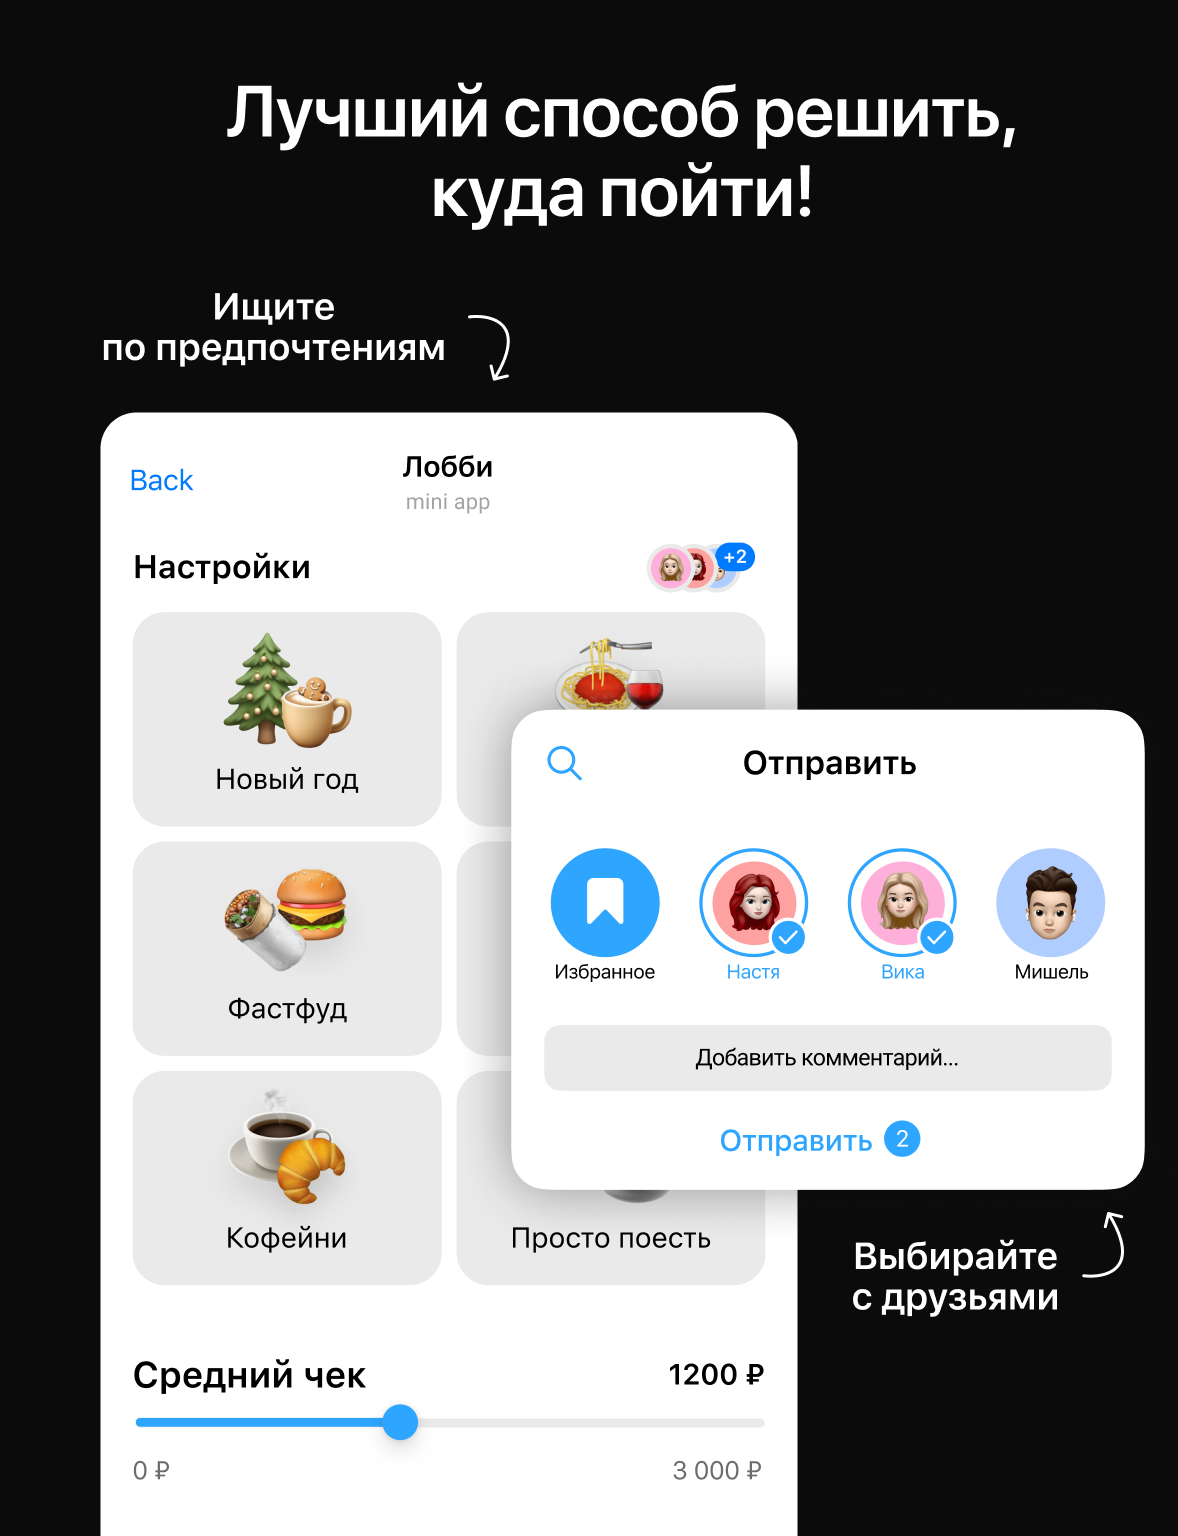 Лучший способ решить,
куда пойти!
Ищите
по предпочтениям
Back
Лобби
mini app
Настройки
+2
Новый год
Фастфуд
Кофейни
Просто поесть
Отправить
Избранное
Настя
Вика
Мишель
Добавить комментарий...
Отправить 2
Выбирайте
с друзьями
Средний чек
1200 ₽
0 ₽
3 000 ₽